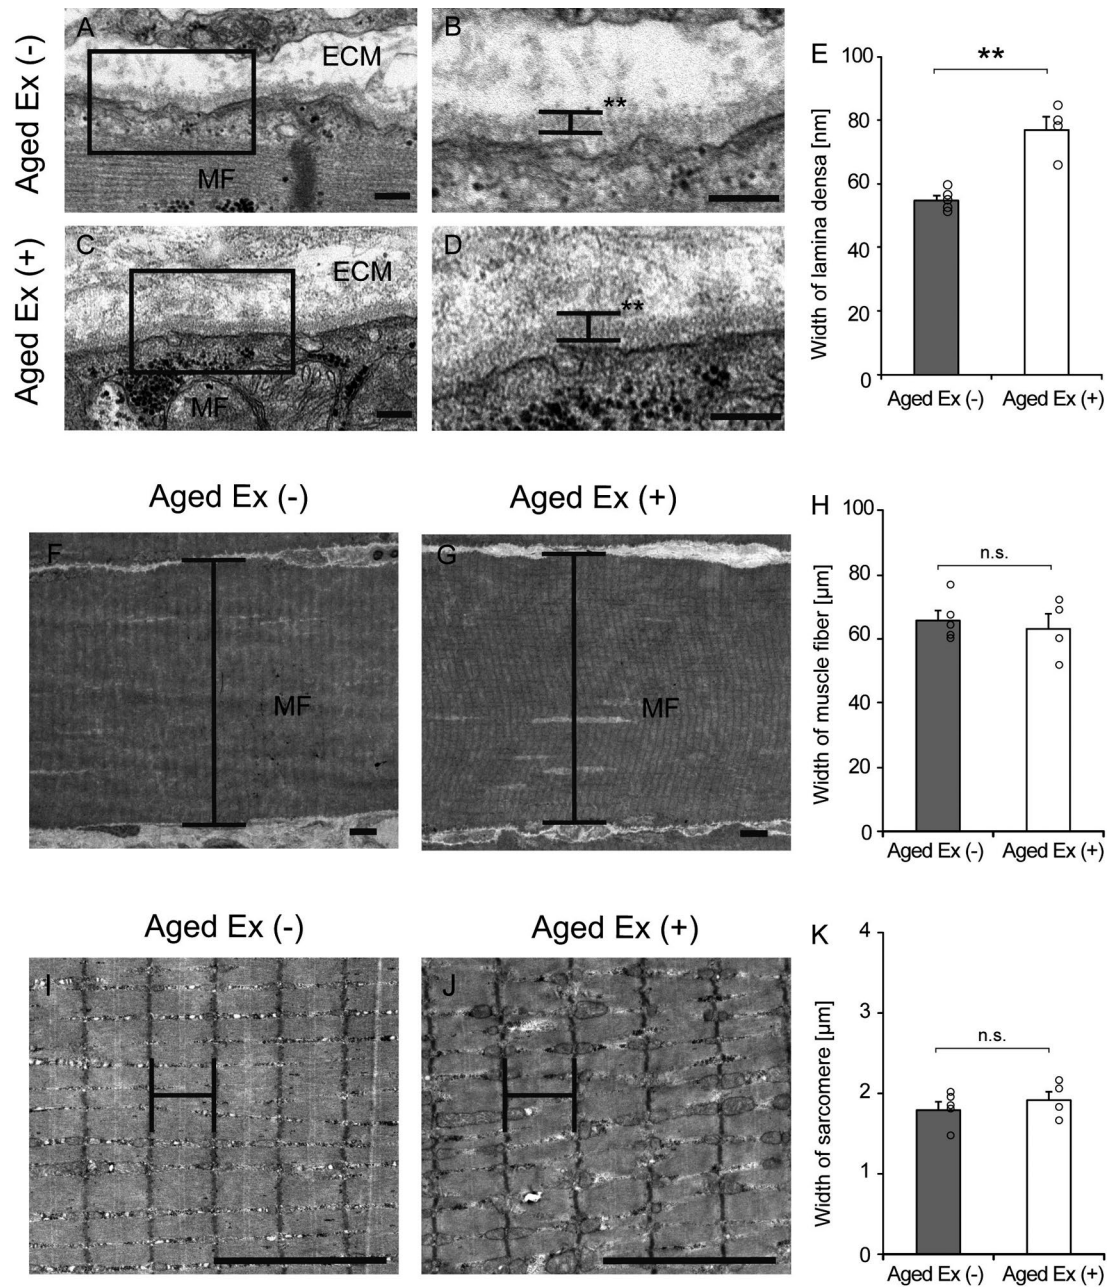 Aged Ex (-)
A
ECM
MF
B
**
Aged Ex (+)
C
ECM
MF
D
**
E
Width of lamina densa [nm]
100
80
60
40
20
0
**
Aged Ex (-)
Aged Ex (+)
Aged Ex (-)
Aged Ex (+)
F
MF
G
MF
H
Width of muscle fiber [μm]
100
80
60
40
20
0
n.s.
Aged Ex (-)
Aged Ex (+)
Aged Ex (-)
Aged Ex (+)
I
J
K
Width of sarcomere [μm]
4
3
2
1
0
n.s.
Aged Ex (-)
Aged Ex (+)